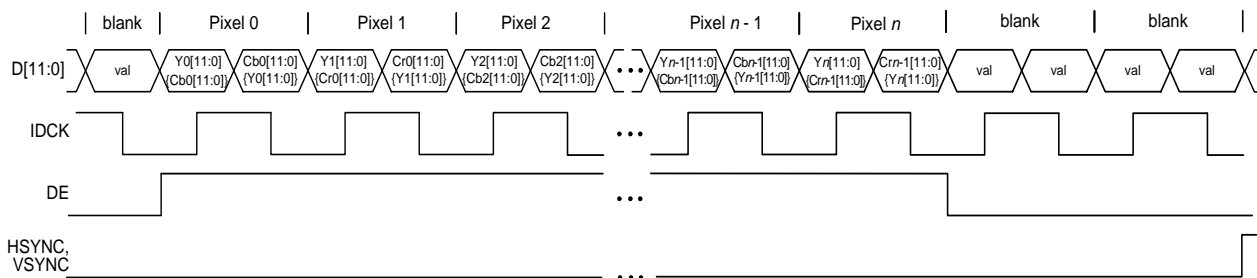 blank Pixel 0 Pixel 1 Pixel 2 Pixel n - 1 Pixel n blank blank
D[11:0] val Y0[11:0] Cb0[11:0] Y1[11:0] Cr0[11:0] Y2[11:0] Cb2[11:0] ••• Yn-1[11:0] Cbn-1[11:0] Yn[11:0] Crn-1[11:0] val val val val
{Cb0[11:0]} {Y0[11:0]} {Cr0[11:0]} {Y1[11:0]} {Cb2[11:0]} {Y2[11:0]} {Cbn-1[11:0]} {Yn-1[11:0]} {Crn-1[11:0]} {Yn[11:0]}
IDCK •••
DE •••
HSYNC,
VSYNC •••